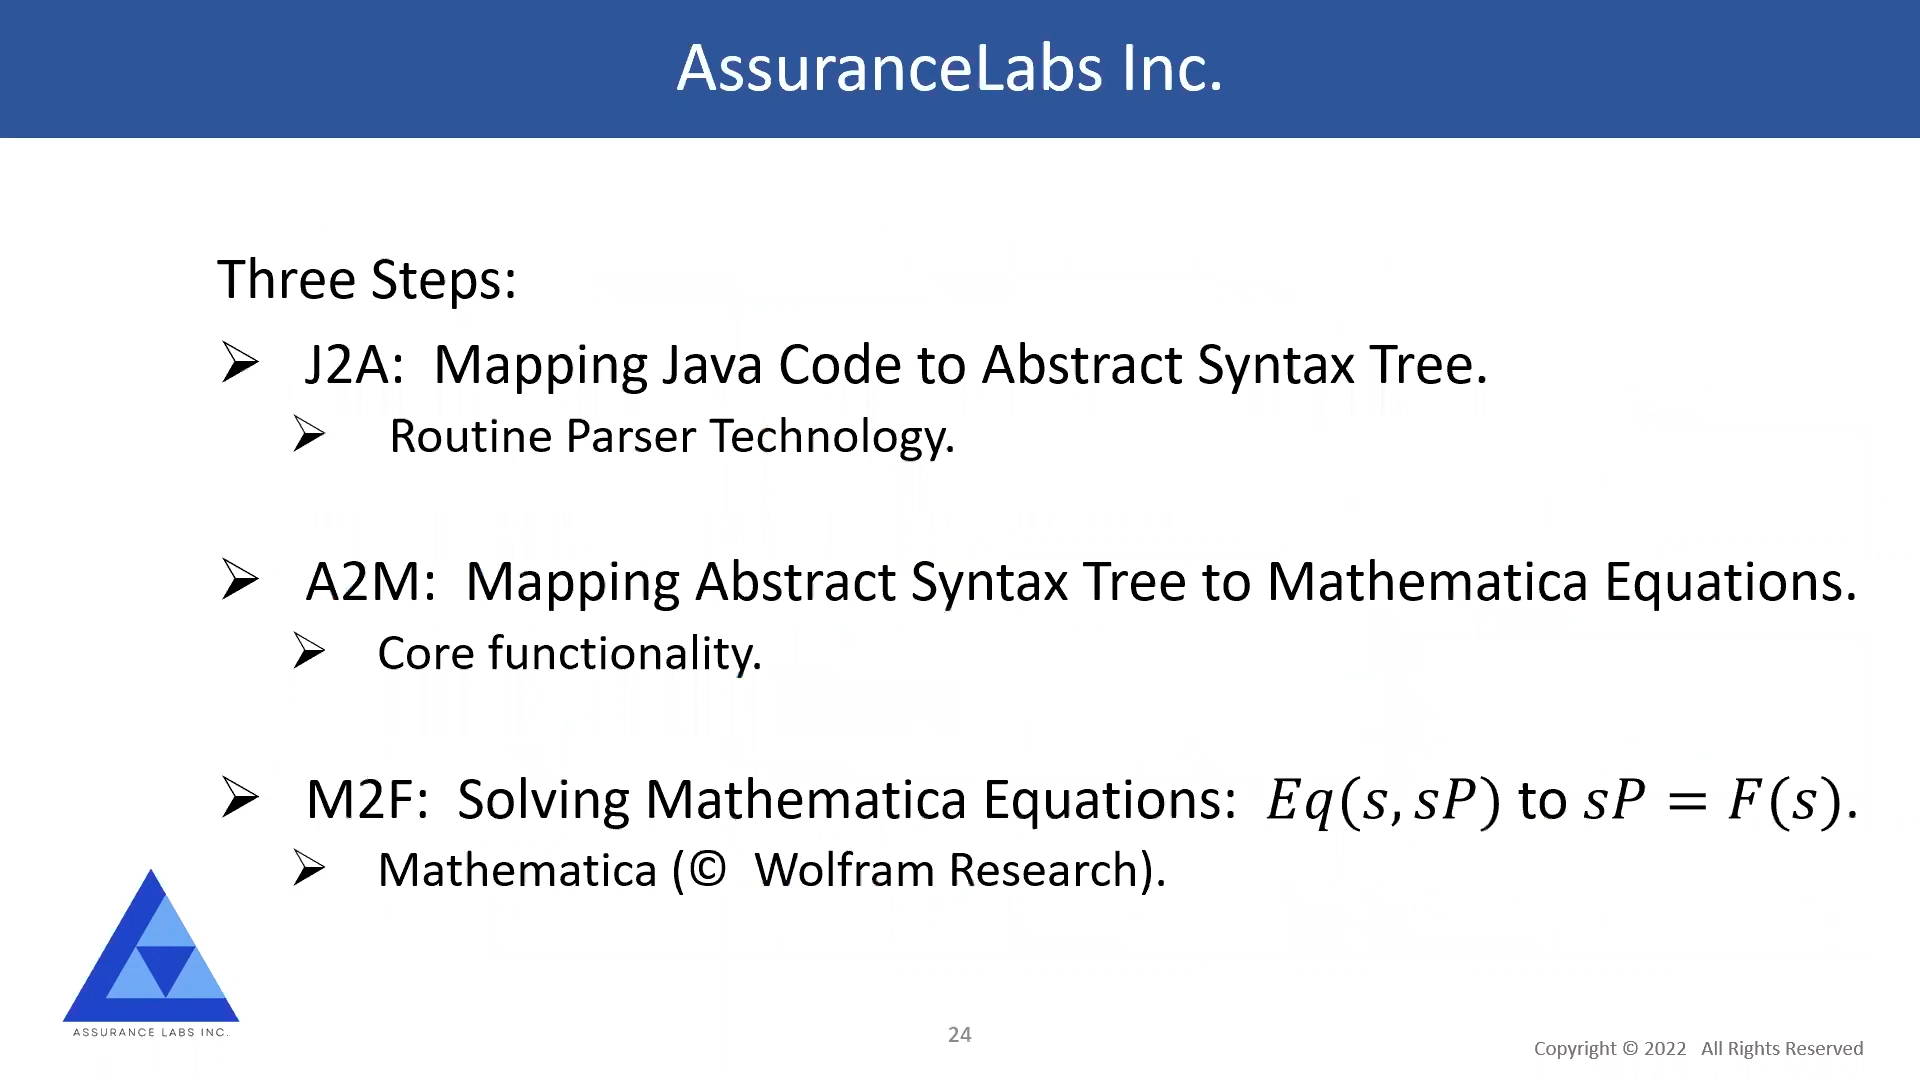 AssuranceLabs Inc.
Three Steps:
➢ J2A: Mapping Java Code to Abstract Syntax Tree.
➢ Routine Parser Technology.
➢ A2M: Mapping Abstract Syntax Tree to Mathematica Equations.
➢ Core functionality.
➢ M2F: Solving Mathematica Equations: Eq(s, sP) to sP = F(s).
➢ Mathematica (© Wolfram Research).
ASSURANCE LABS INC.
24
Copyright © 2022 All Rights Reserved